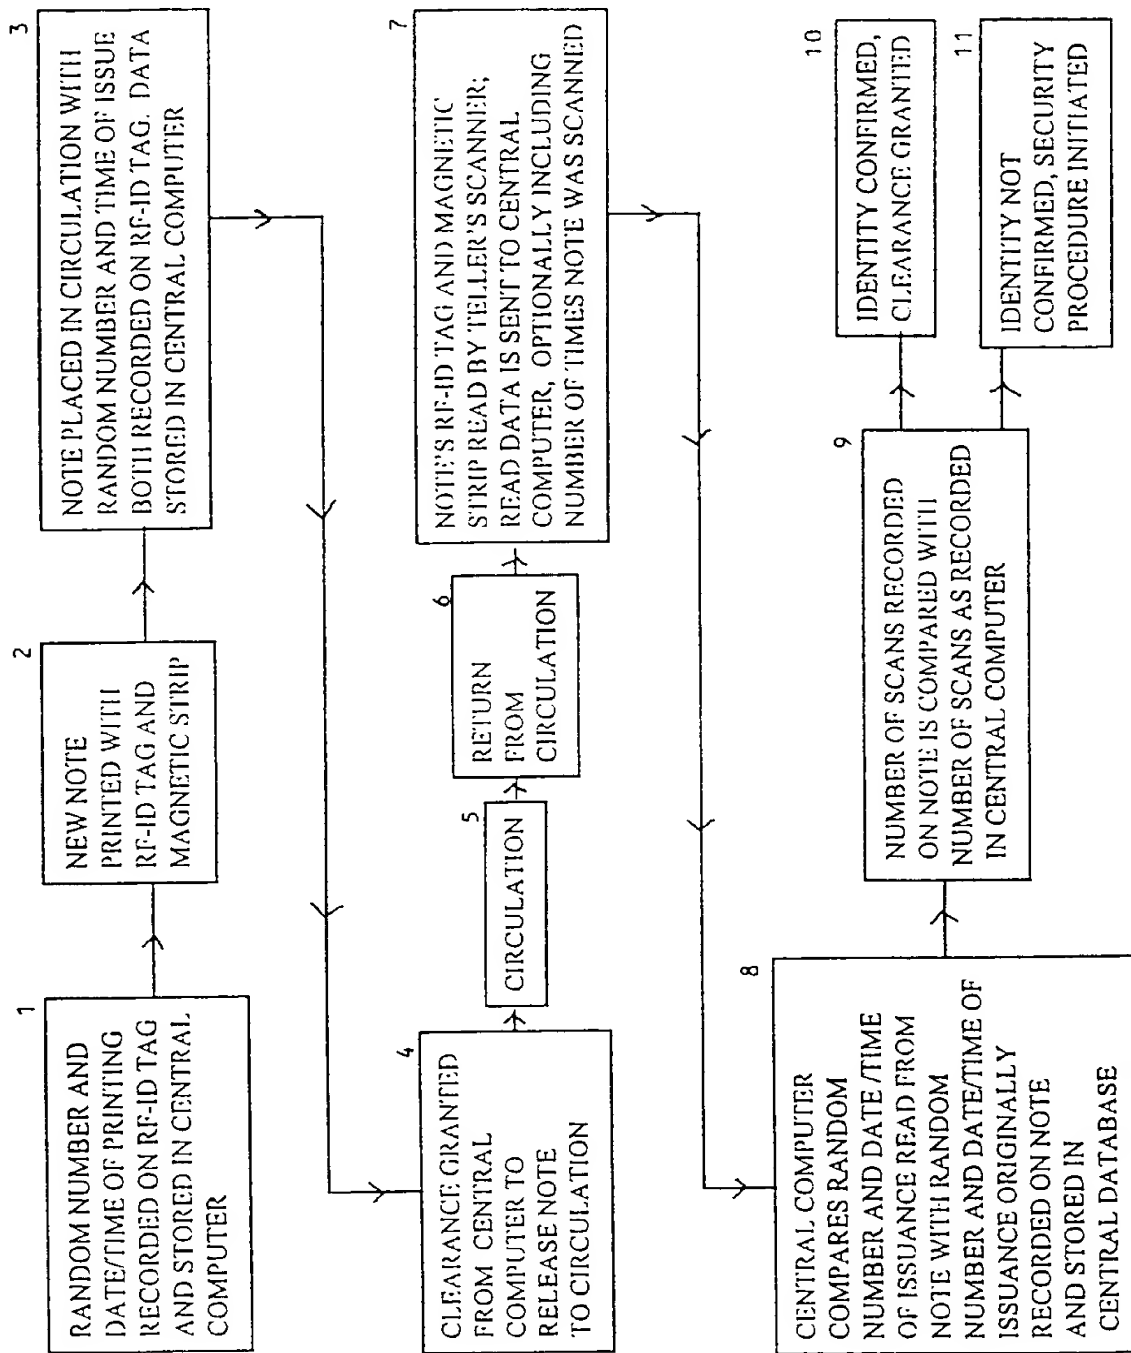 1
RANDOM NUMBER AND
DATE/TIME OF PRINTING
RECORDED ON RF-ID TAG
AND STORED IN CENTRAL
COMPUTER
2
NEW NOTE
PRINTED WITH
RF-ID TAG AND
MAGNETIC STRIP
3
NOTE PLACED IN CIRCULATION WITH
RANDOM NUMBER AND TIME OF ISSUE
BOTH RECORDED ON RF-ID TAG. DATA
STORED IN CENTRAL COMPUTER
4
CLEARANCE GRANTED
FROM CENTRAL
COMPUTER TO
RELEASE NOTE
TO CIRCULATION
5
CIRCULATION
6
RETURN
FROM
CIRCULATION
7
NOTE'S RF-ID TAG AND MAGNETIC
STRIP READ BY TELLER'S SCANNER;
READ DATA IS SENT TO CENTRAL
COMPUTER, OPTIONALLY INCLUDING
NUMBER OF TIMES NOTE WAS SCANNED
8
CENTRAL COMPUTER
COMPARES RANDOM
NUMBER AND DATE/TIME
OF ISSUANCE READ FROM
NOTE WITH RANDOM
NUMBER AND DATE/TIME OF
ISSUANCE ORIGINALLY
RECORDED ON NOTE
AND STORED IN
CENTRAL DATABASE
9
NUMBER OF SCANS RECORDED
ON NOTE IS COMPARED WITH
NUMBER OF SCANS AS RECORDED
IN CENTRAL COMPUTER
10
IDENTITY CONFIRMED,
CLEARANCE GRANTED
11
IDENTITY NOT
CONFIRMED, SECURITY
PROCEDURE INITIATED